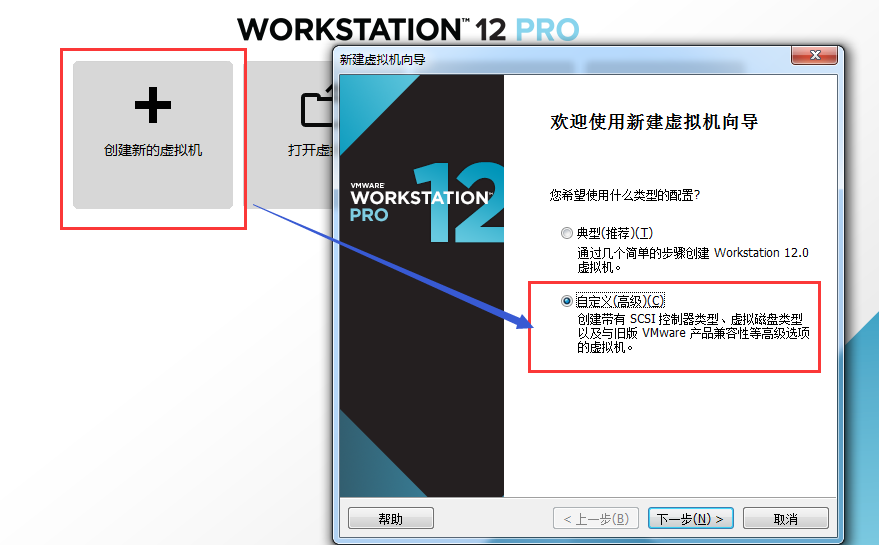 WORKSTATION™ 12 PRO
创建新的虚拟机
打开虚
新建虚拟机向导
VMWARE®
WORKSTATION™
PRO
12
欢迎使用新建虚拟机向导
您希望使用什么类型的配置?
典型(推荐)(T)
通过几个简单的步骤创建 Workstation 12.0
虚拟机。
自定义(高级)(C)
创建带有 SCSI 控制器类型、虚拟磁盘类型
以及与旧版 VMware 产品兼容性等高级选项
的虚拟机。
帮助
< 上一步(B)
下一步(N) >
取消